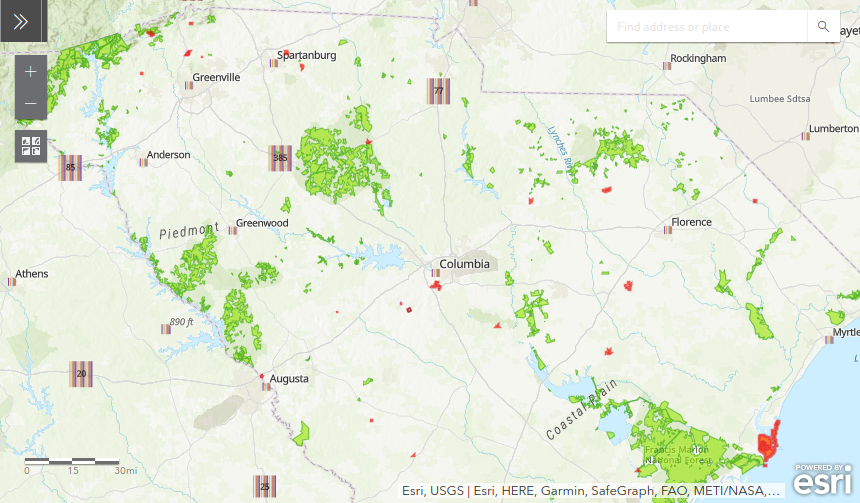 Find address or place
Fayet
Rockingham
Spartanburg
Greenville
77
Lumbee Sdtsa
Lumberton
Lynches Riv
Anderson
385
85
Piedmont
Greenwood
Florence
Columbia
Athens
890 ft
Myrtle
20
Augusta
Coastal Plain
Francis Marion
National Forest
0 15 30mi
25
POWERED BY
esri
Esri, USGS | Esri, HERE, Garmin, SafeGraph, FAO, METI/NASA,...